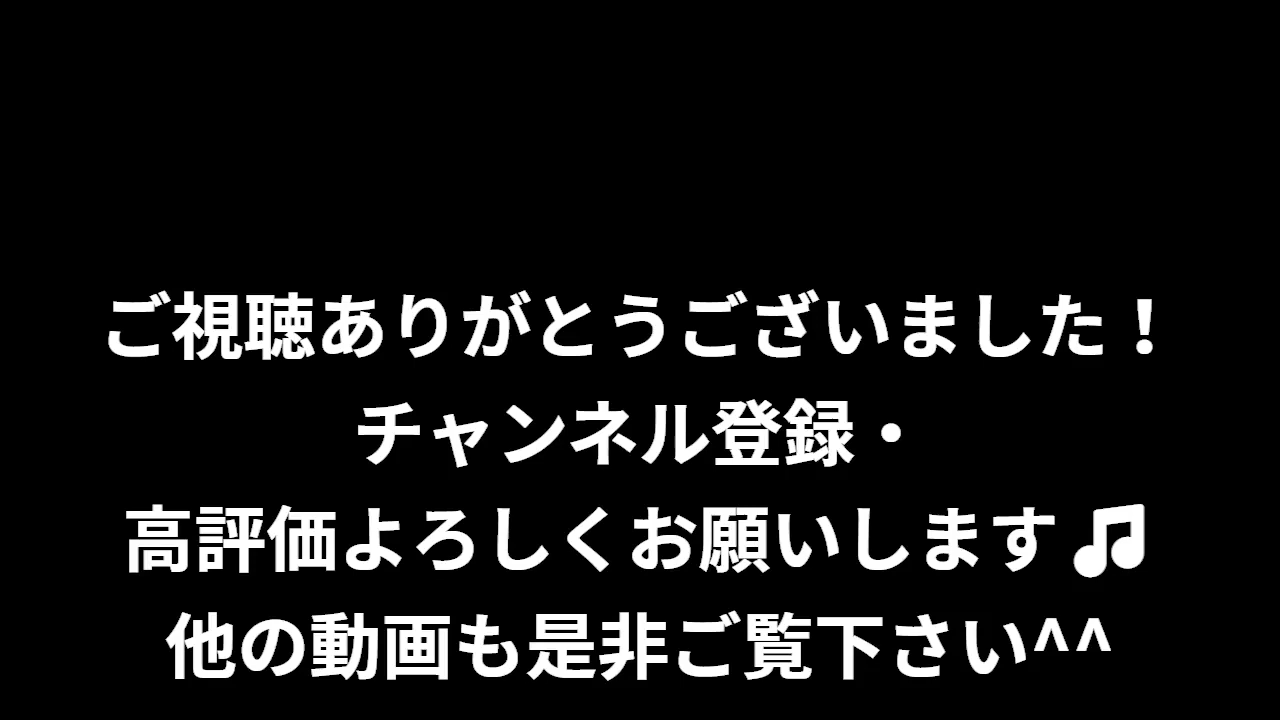 ご視聴ありがとうございました！
チャンネル登録・
高評価よろしくお願いします🎵
他の動画も是非ご覧下さい^^